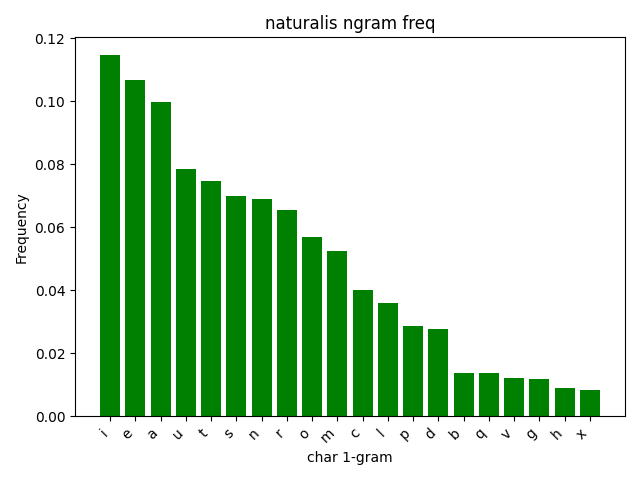 naturalis ngram freq
0.12
0.10
0.08
0.06
0.04
0.02
0.00
Frequency
i e a u t s n r o m c l p d b q v g h x
char 1-gram